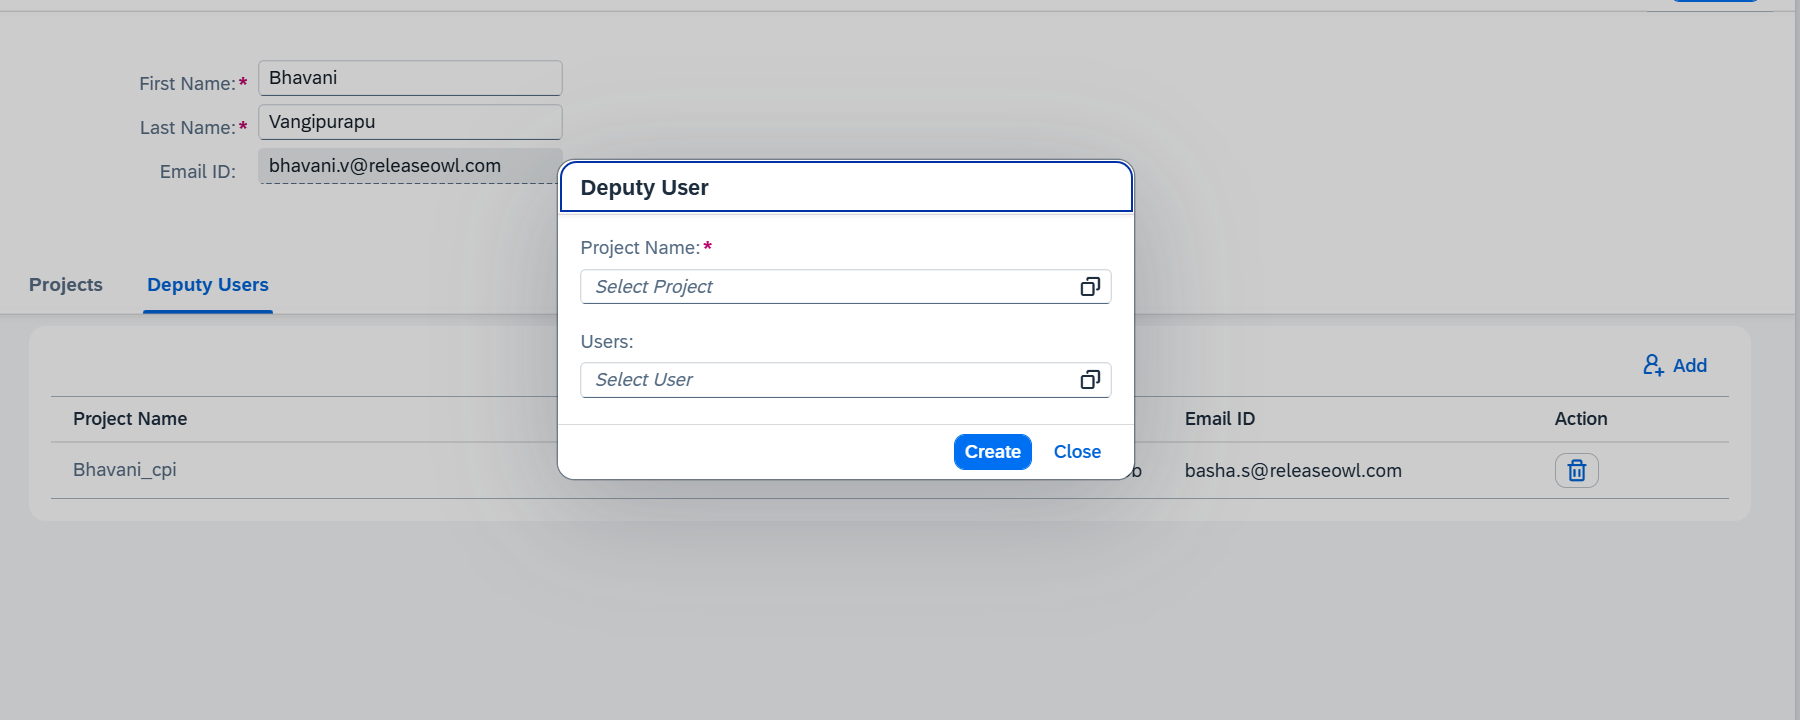 First Name:* Bhavani
Last Name:* Vangipurapu
Email ID: bhavani.v@releaseowl.com
Projects Deputy Users
Deputy User
Project Name:*
Select Project
Users:
Select User
Create Close
Add
Project Name Email ID Action
Bhavani_cpi b basha.s@releaseowl.com